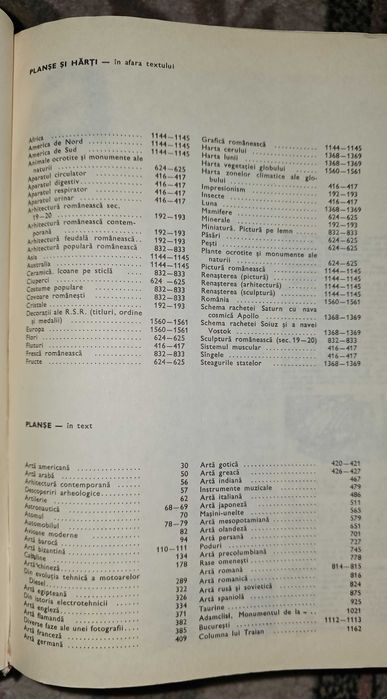 PLANȘE ȘI HĂRȚI — în afara textului
Africa 1144—1145
America de Nord 1144—1145
America de Sud 1144—1145
Animale ocrotite și monumente ale
naturii 624—625
Aparatul circulator 416—417
Aparatul digestiv 416—417
Aparatul respirator 416—417
Aparatul urinar 416—417
Arhitectură românească sec.
19—20 192—193
Arhitectură românească contem-
porană 192—193
Arhitectură feudală românească 192—193
Arhitectură populară românească 832—833
Asia 1144—1145
Australia 1144—1145
Ceramică. Icoane pe sticlă 832—833
Ciuperci 624—625
Costume populare 832—833
Covoare românești 832—833
Cristale 192—193
Decorații ale R.S.R. (titluri, ordine
și medalii) 1560—1561
Europa 1560—1561
Flori 624—625
Fluturi 416—417
Frescă românească 832—833
Fructe 624—625
Grafică românească 1144—1145
Harta cerului 1368—1369
Harta lunii 1368—1369
Harta vegetației globului 1560—1561
Harta zonelor climatice ale glo-
bului
Impresionism 416—417
Insecte 192—193
Luna 416—417
Mamifere 624—625
Minerale 192—193
Miniatură. Pictură pe lemn 832—833
Păsări 624—625
Pești 624—625
Plante ocrotite și monumente ale
naturii
Pictură românească 1144—1145
Renașterea (pictură) 1144—1145
Renașterea (arhitectură) 1144—1145
Renașterea (sculptură) 1560—1561
România
Schema rachetei Saturn cu nava
cosmică Apollo 1368—1369
Schema rachetei Soiuz și a navei
Vostok 1368—1369
Sculptură românească (sec. 19—20) 832—833
Sistemul muscular 416—417
Sîngele 416—417
Steagurile statelor 1368—1369
PLANȘE — în text
Artă americană 30
Artă arabă 50
Arhitectură contemporană 56
Descoperiri arheologice 57
Artilerie 62
Astronautică 68—69
Atomul 70
Automobilul 78—79
Avioane moderne 82
Artă barocă 94
Artă bizantină 110—111
Cabaline 134
Artă chineză 178
Din evoluția tehnică a motoarelor
Diesel 289
Artă egipteană 322
Din istoria electrotehnicii 326
Artă engleză 334
Artă flamandă 371
Diverse faze ale unei fotografii 382
Artă franceză 385
Artă germană 409
Artă gotică 420—421
Artă greacă 426—427
Artă indiană 467
Instrumente muzicale 479
Artă italiană 486
Artă japoneză 511
Mașini-unelte 565
Artă mesopotamiană 579
Artă olandeză 651
Artă persană 701
Poduri 727
Artă precolumbiană 745
Rase omenești 778
Artă romană 814—815
Artă romanică 816
Artă rusă și sovietică 824
Artă spaniolă 875
Taurine 925
Adamclisi, Monumentul de la — 1021
București 1112—1113
Columna lui Traian 1162